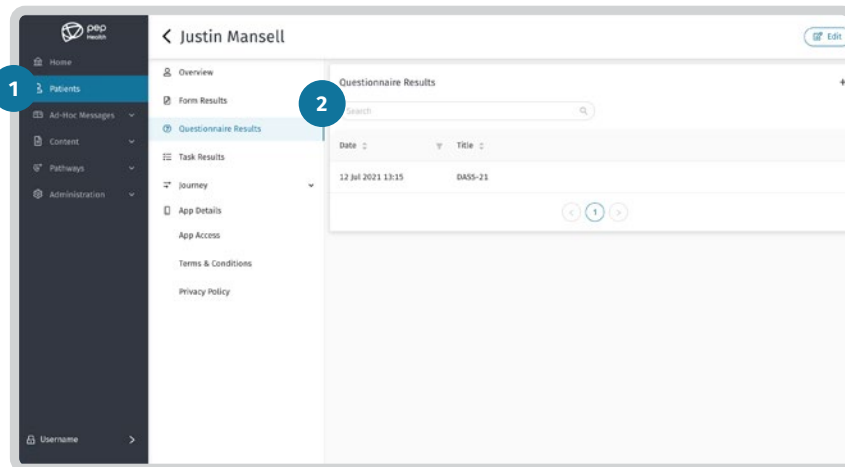 pep
Health
Home
1
Patients
Ad-Hoc Messages
Content
Pathways
Administration
Username
Justin Mansell
Edit
Overview
Form Results
Questionnaire Results
Task Results
Journey
App Details
App Access
Terms & Conditions
Privacy Policy
Questionnaire Results
+
2
Search
Date Title
12 Jul 2021 13:15 DASS-21
< 1 >